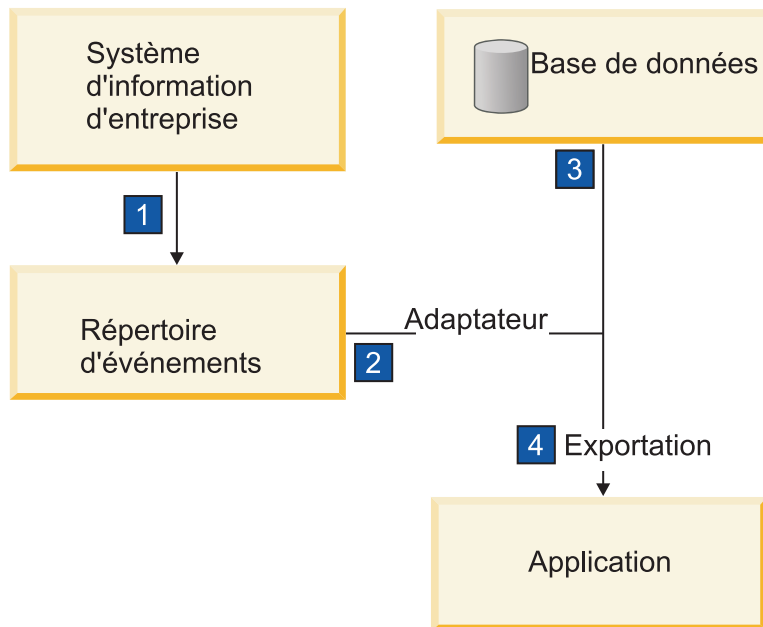 Système
d'information
d'entreprise
Base de données
1
3
Répertoire
d'événements
Adaptateur
2
4 Exportation
Application